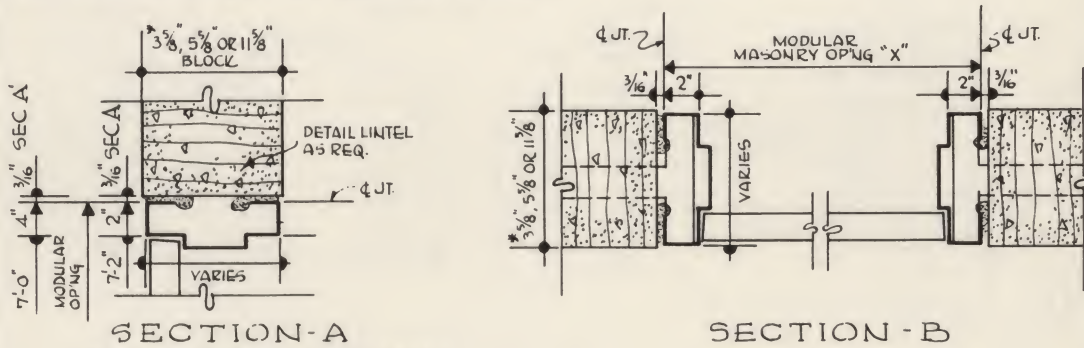 *3 5/8", 5 5/8" OR 11 5/8"
BLOCK
3/16" SEC A'
3/16" SEC A
DETAIL LINTEL
AS REQ.
℄ JT.
4"
2"
7'-0"
MODULAR
OP'NG
7'-2"
VARIES
SECTION-A
℄ JT.
MODULAR
MASONRY OP'NG "X"
℄ JT.
3/16"
2"
2"
3/16"
*3 5/8", 5 5/8" OR 11 3/8"
VARIES
SECTION-B